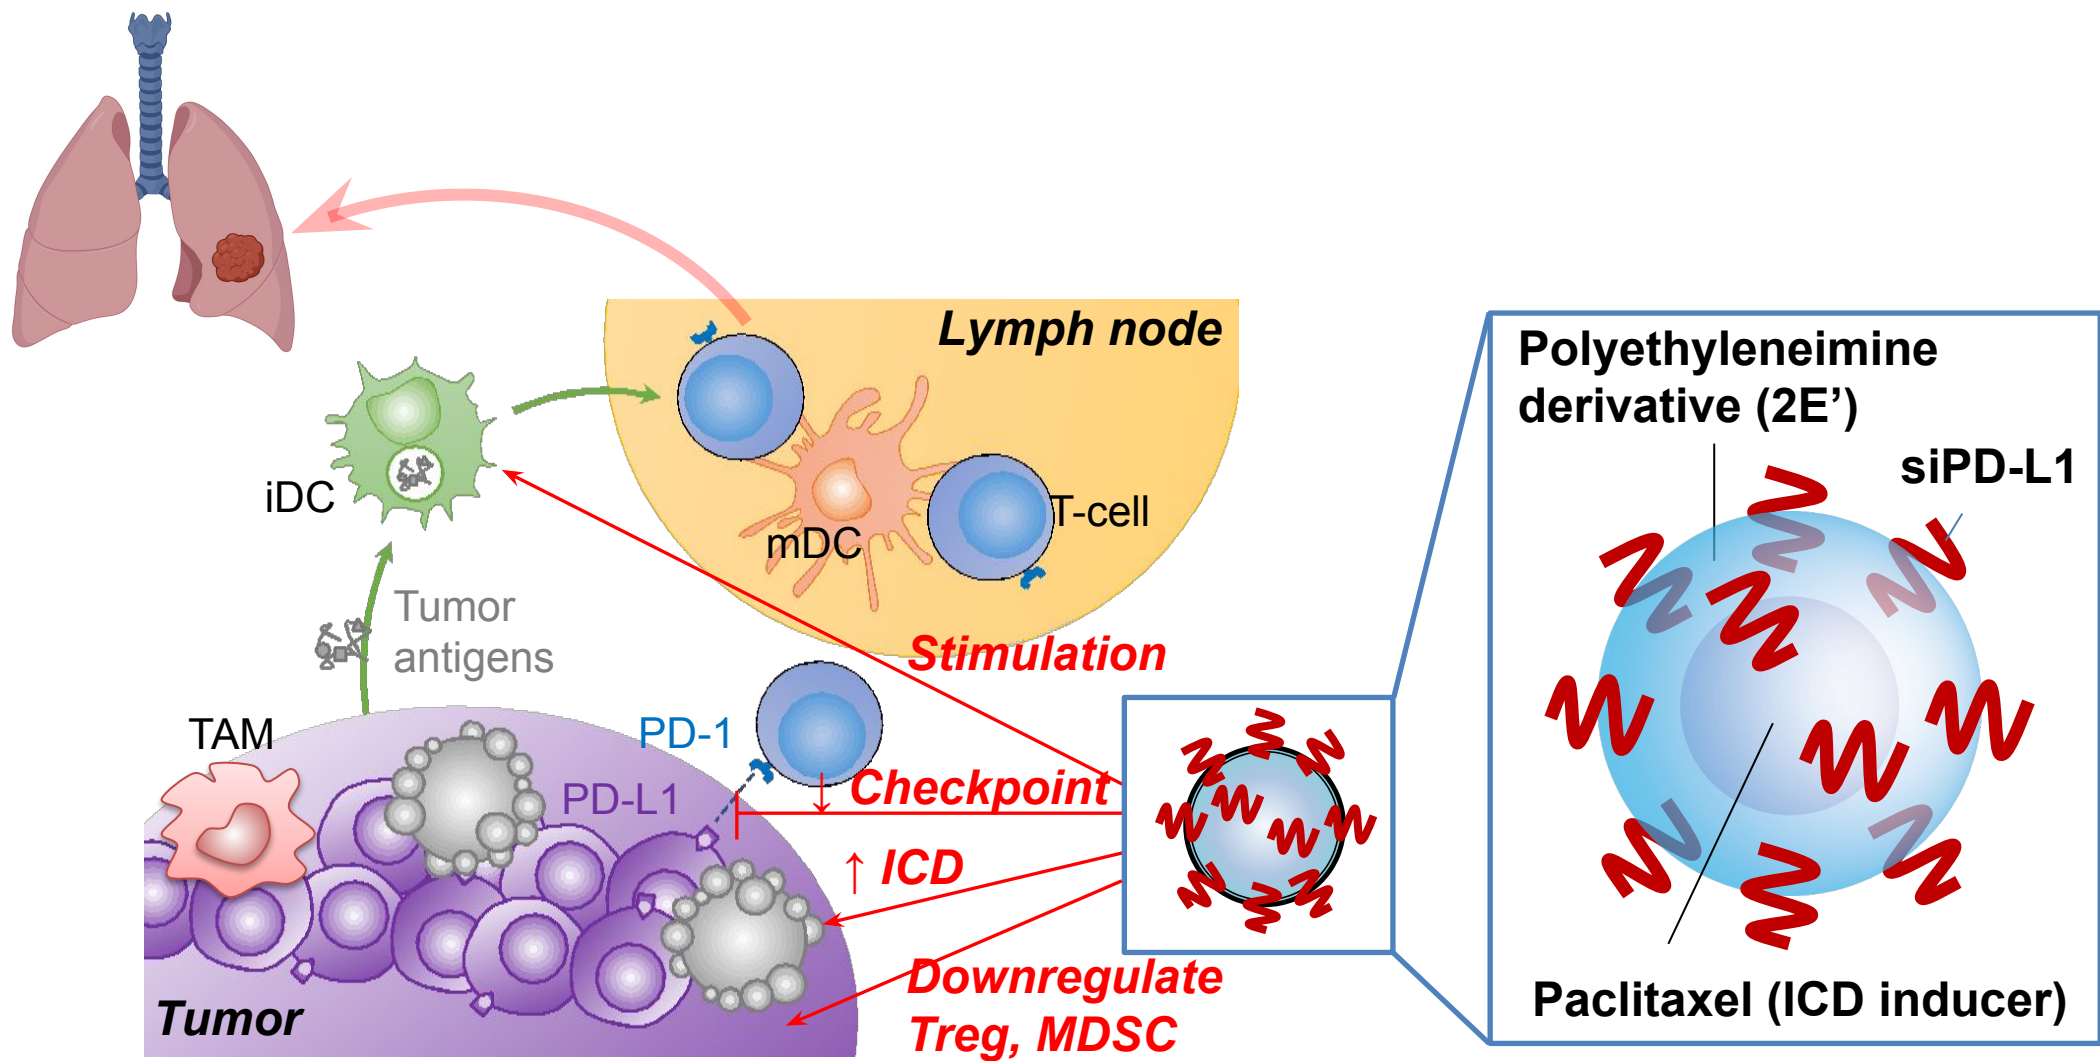 Lymph node
iDC
mDC
T-cell
Tumor
antigens
Stimulation
TAM
PD-1
PD-L1
↓ Checkpoint
↑ ICD
Downregulate
Treg, MDSC
Tumor
Polyethyleneimine
derivative (2E’)
siPD-L1
Paclitaxel (ICD inducer)